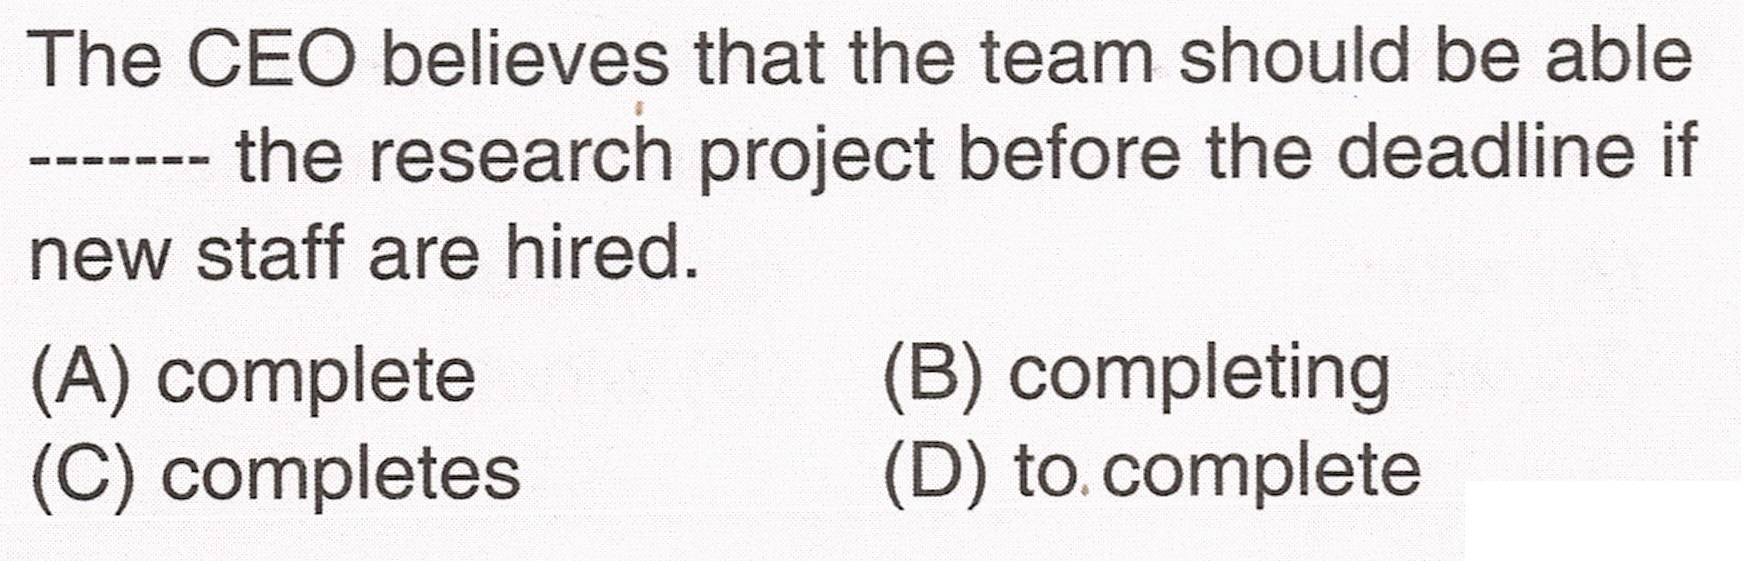 The CEO believes that the team should be able
------- the research project before the deadline if
new staff are hired.
(A) complete
(B) completing
(C) completes
(D) to complete